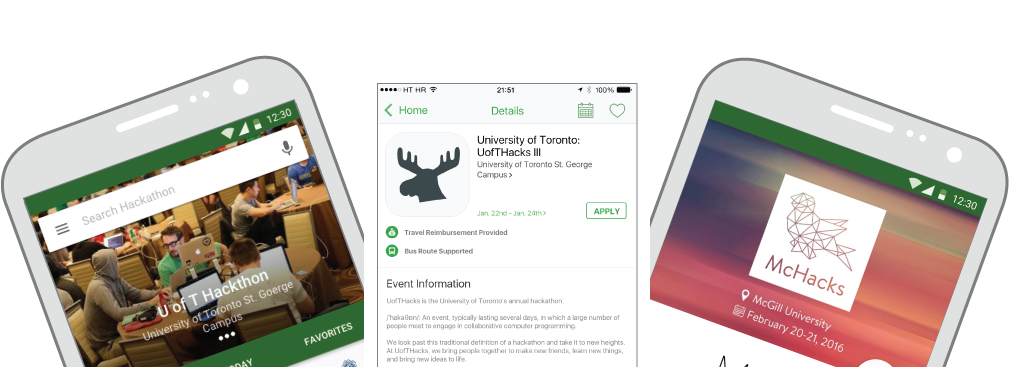 12:30
Search Hackathon
U of T Hackthon
University of Toronto St. Goerge
Campus
FAVORITES
HT HR
21:51
100%
Home
Details
University of Toronto:
UofTHacks III
University of Toronto St. George
Campus >
Jan. 22nd - Jan. 24th >
APPLY
Travel Reimbursement Provided
Bus Route Supported
Event Information
UofTHacks is the University of Toronto's annual hackathon.
/'hakəθɒn/: An event, typically lasting several days, in which a large number of
people meet to engage in collaborative computer programming.
We look past this traditional definition of a hackathon and take it to new heights.
At UofTHacks, we bring people together to make new friends, learn new things,
and bring new ideas to life.
12:30
McHacks
McGill University
February 20-21, 2016